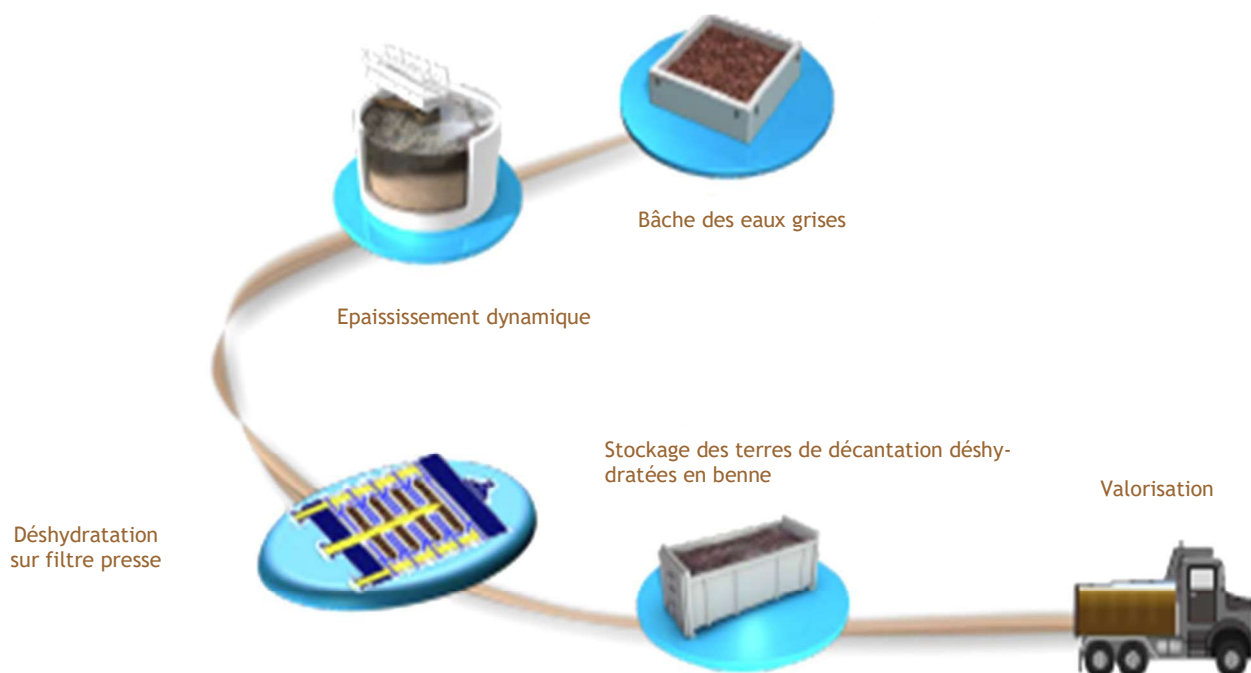 Bâche des eaux grises
Epaississement dynamique
Stockage des terres de décantation déshy-
dratées en benne
Valorisation
Déshydratation
sur filtre presse